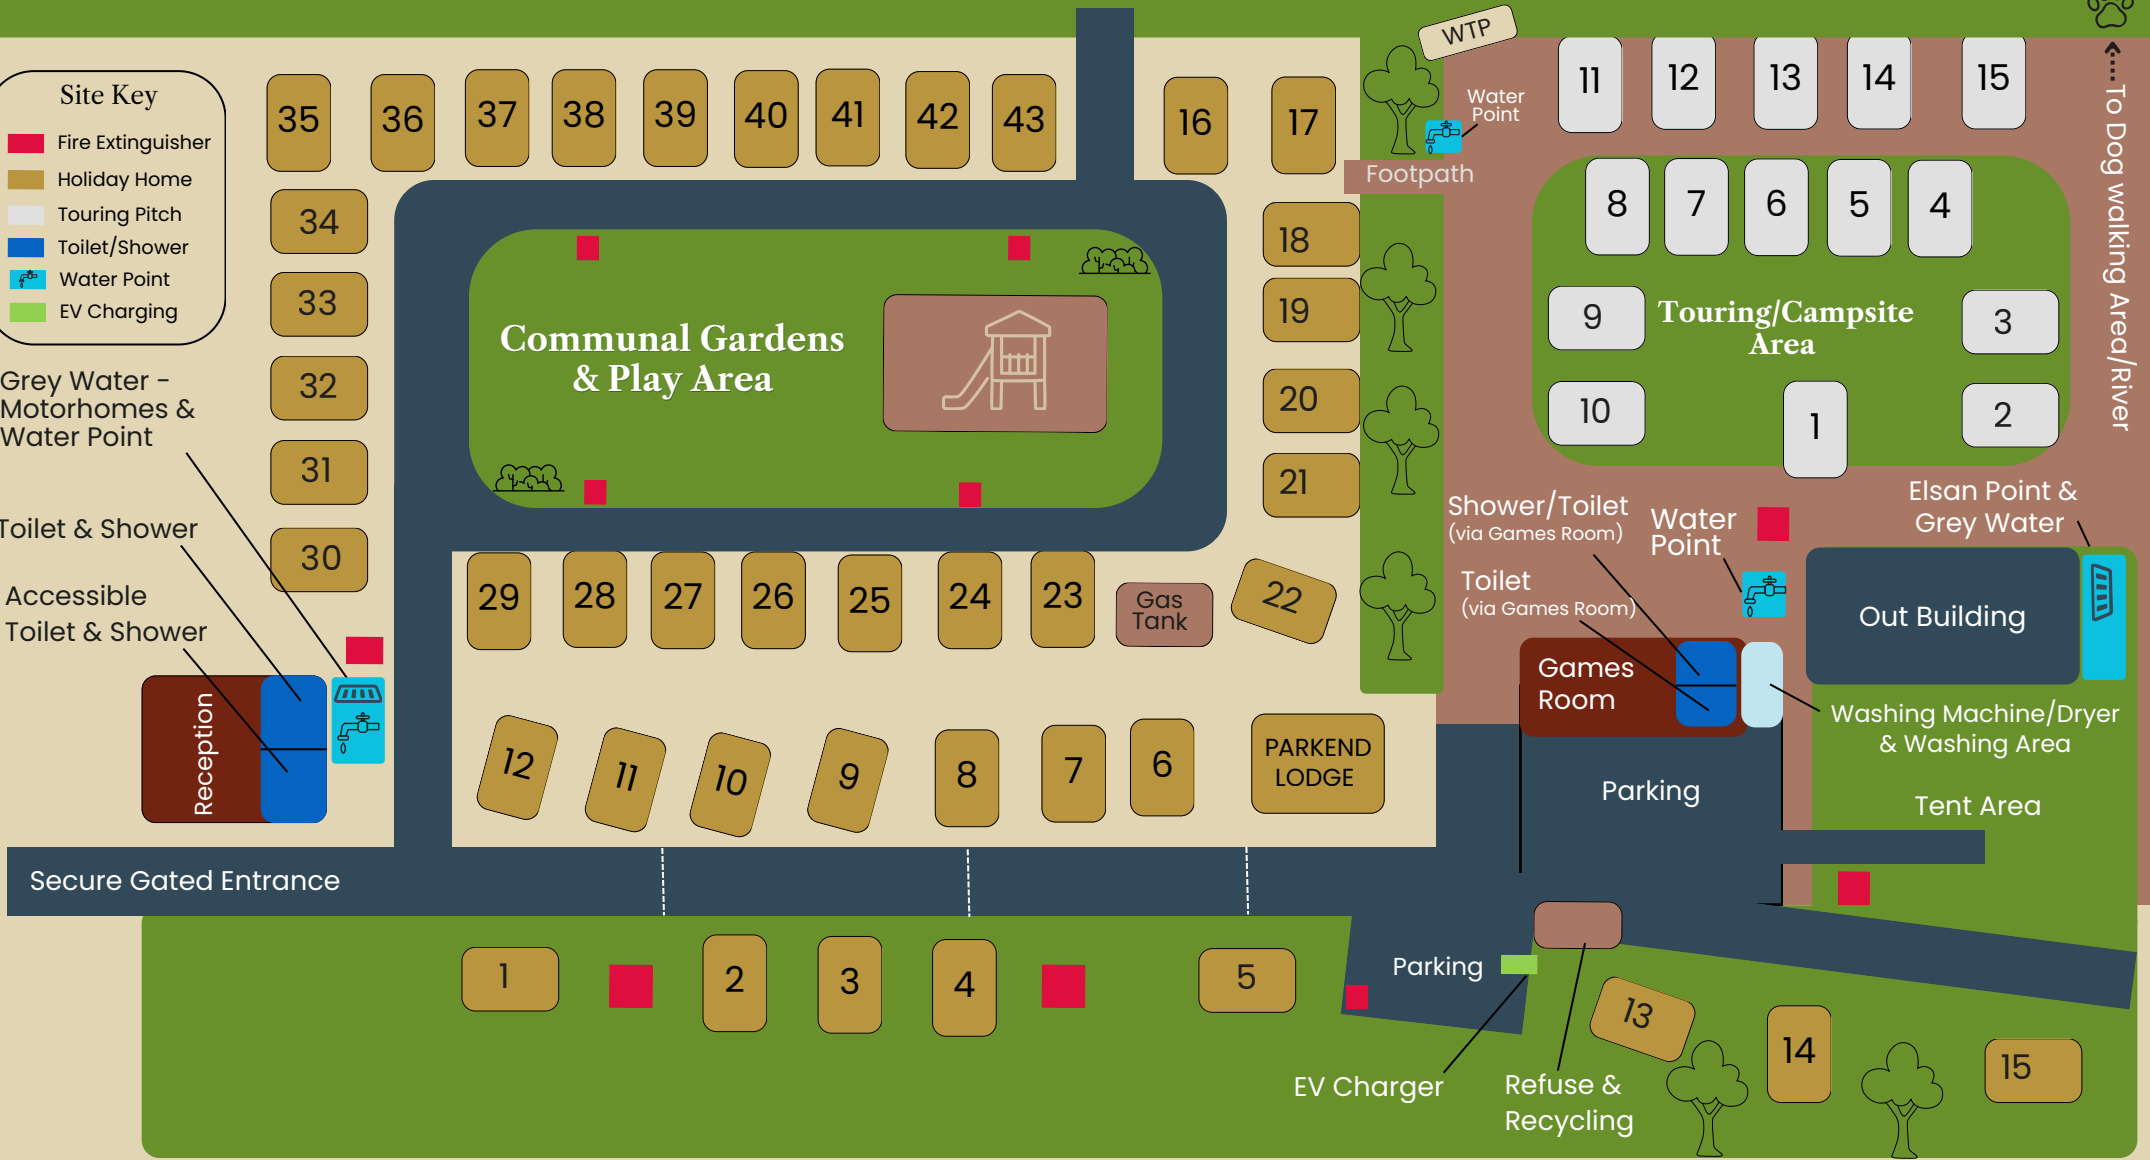 Site Key
Fire Extinguisher
Holiday Home
Touring Pitch
Toilet/Shower
Water Point
EV Charging
Grey Water -
Motorhomes &
Water Point
Toilet & Shower
Accessible
Toilet & Shower
Reception
Secure Gated Entrance
35
36
37
38
39
40
41
42
43
16
17
34
33
32
31
30
Communal Gardens
& Play Area
18
19
20
21
22
29
28
27
26
25
24
23
Gas
Tank
12
11
10
9
8
7
6
PARKEND
LODGE
1
2
3
4
5
WTP
Water
Point
Footpath
11
12
13
14
15
8
7
6
5
4
9
Touring/Campsite
Area
3
10
1
2
To Dog walking Area/River
Shower/Toilet
(via Games Room)
Water
Point
Elsan Point &
Grey Water
Toilet
(via Games Room)
Out Building
Games
Room
Washing Machine/Dryer
& Washing Area
Parking
Tent Area
Parking
EV Charger
Refuse &
Recycling
13
14
15